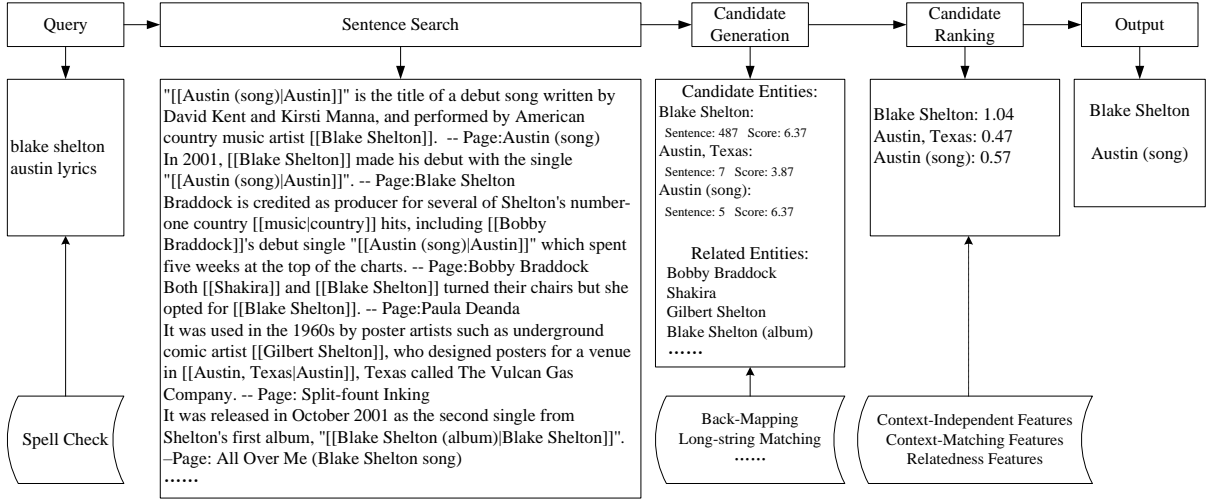 Query
Sentence Search
Candidate
Generation
Candidate
Ranking
Output
blake shelton
austin lyrics
"[[Austin (song)|Austin]]" is the title of a debut song written by
David Kent and Kirsti Manna, and performed by American
country music artist [[Blake Shelton]].  -- Page:Austin (song)
In 2001, [[Blake Shelton]] made his debut with the single
"[[Austin (song)|Austin]]". -- Page:Blake Shelton
Braddock is credited as producer for several of Shelton's number-
one country [[music|country]] hits, including [[Bobby
Braddock]]'s debut single "[[Austin (song)|Austin]]" which spent
five weeks at the top of the charts. -- Page:Bobby Braddock
Both [[Shakira]] and [[Blake Shelton]] turned their chairs but she
opted for [[Blake Shelton]]. -- Page:Paula Deanda
It was used in the 1960s by poster artists such as underground
comic artist [[Gilbert Shelton]], who designed posters for a venue
in [[Austin, Texas|Austin]], Texas called The Vulcan Gas
Company. -- Page: Split-fount Inking
It was released in October 2001 as the second single from
Shelton's first album, "[[Blake Shelton (album)|Blake Shelton]]".
–Page: All Over Me (Blake Shelton song)
……
Candidate Entities:
Blake Shelton:
Sentence: 487  Score: 6.37
Austin, Texas:
Sentence: 7  Score: 3.87
Austin (song):
Sentence: 5  Score: 6.37
Related Entities:
Bobby Braddock
Shakira
Gilbert Shelton
Blake Shelton (album)
……
Blake Shelton: 1.04
Austin, Texas: 0.47
Austin (song): 0.57
Blake Shelton
Austin (song)
Spell Check
Back-Mapping
Long-string Matching
……
Context-Independent Features
Context-Matching Features
Relatedness Features